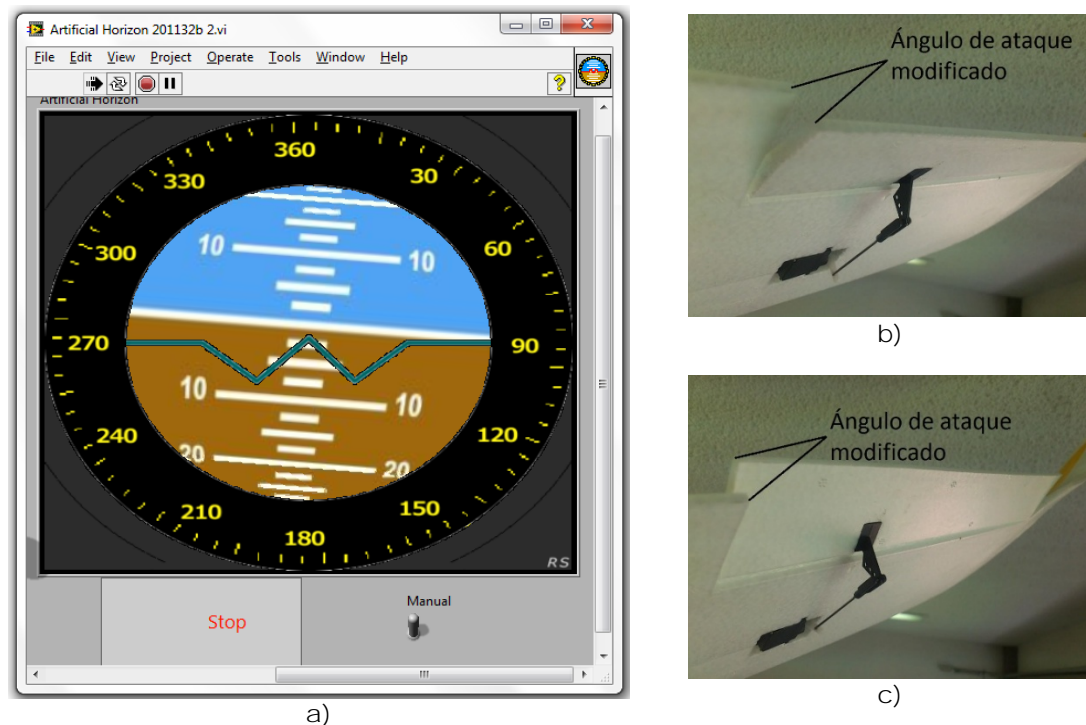 Artificial Horizon 201132b 2.vi
File Edit View Project Operate Tools Window Help
Artificial Horizon
360
330 30
300 60
270 90
240 120
210 150
180
10 10
10 10
20 20
RS
Stop
Manual
a)
Ángulo de ataque
modificado
b)
Ángulo de ataque
modificado
c)